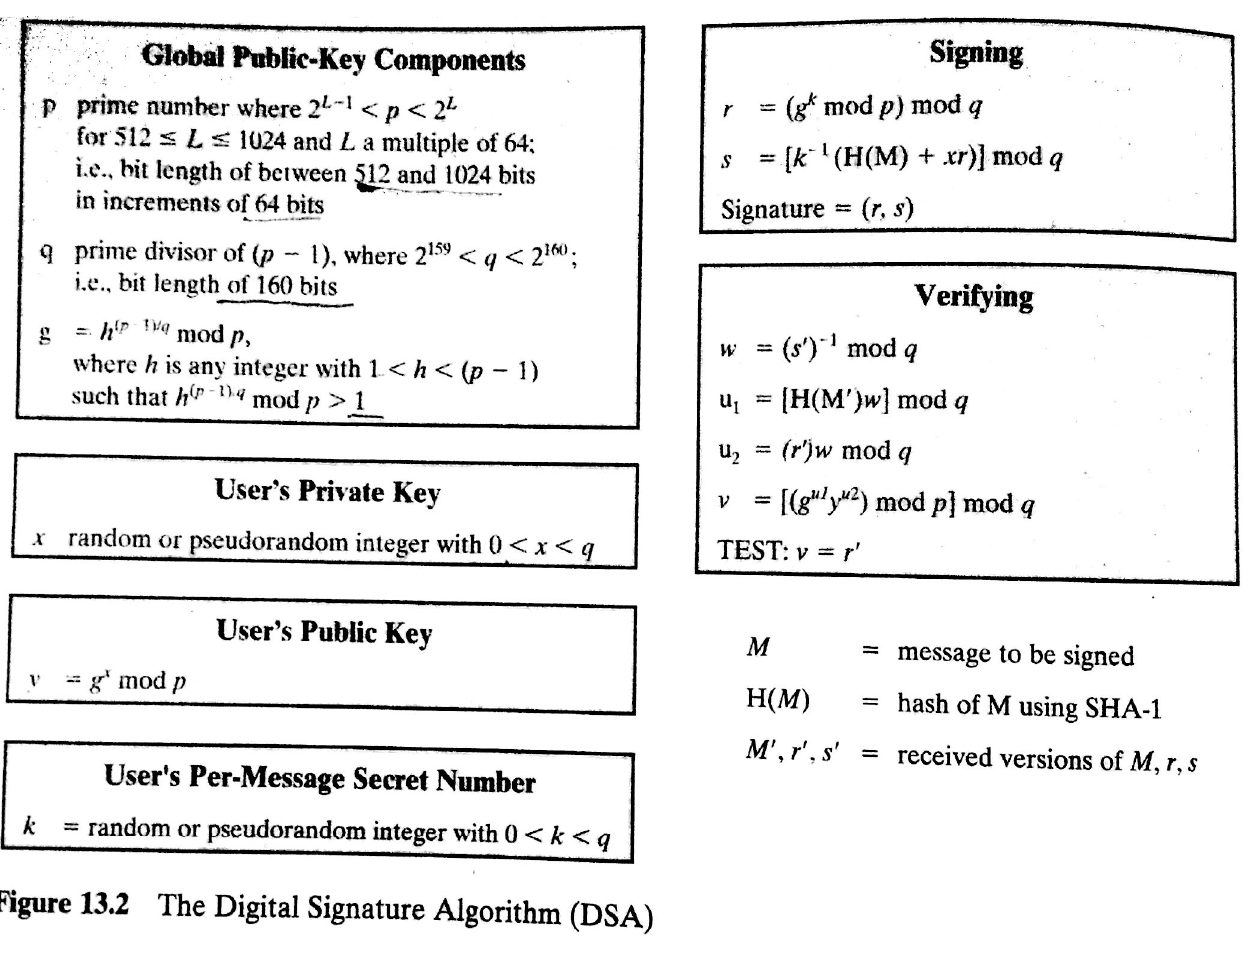 Global Public-Key Components
p prime number where 2^{L-1} < p < 2^L
for 512 ≤ L ≤ 1024 and L a multiple of 64;
i.e., bit length of between 512 and 1024 bits
in increments of 64 bits
q prime divisor of (p − 1), where 2^{159} < q < 2^{160};
i.e., bit length of 160 bits
g = h^{(p−1)/q} mod p,
where h is any integer with 1 < h < (p − 1)
such that h^{(p−1)/q} mod p > 1
User's Private Key
x random or pseudorandom integer with 0 < x < q
User's Public Key
y = g^x mod p
User's Per-Message Secret Number
k = random or pseudorandom integer with 0 < k < q
Signing
r = (g^k mod p) mod q
s = [k^{-1}(H(M) + xr)] mod q
Signature = (r, s)
Verifying
w = (s')^{-1} mod q
u_1 = [H(M')w] mod q
u_2 = (r')w mod q
v = [(g^{u1}y^{u2}) mod p] mod q
TEST: v = r'
M = message to be signed
H(M) = hash of M using SHA-1
M', r', s' = received versions of M, r, s
Figure 13.2 The Digital Signature Algorithm (DSA)